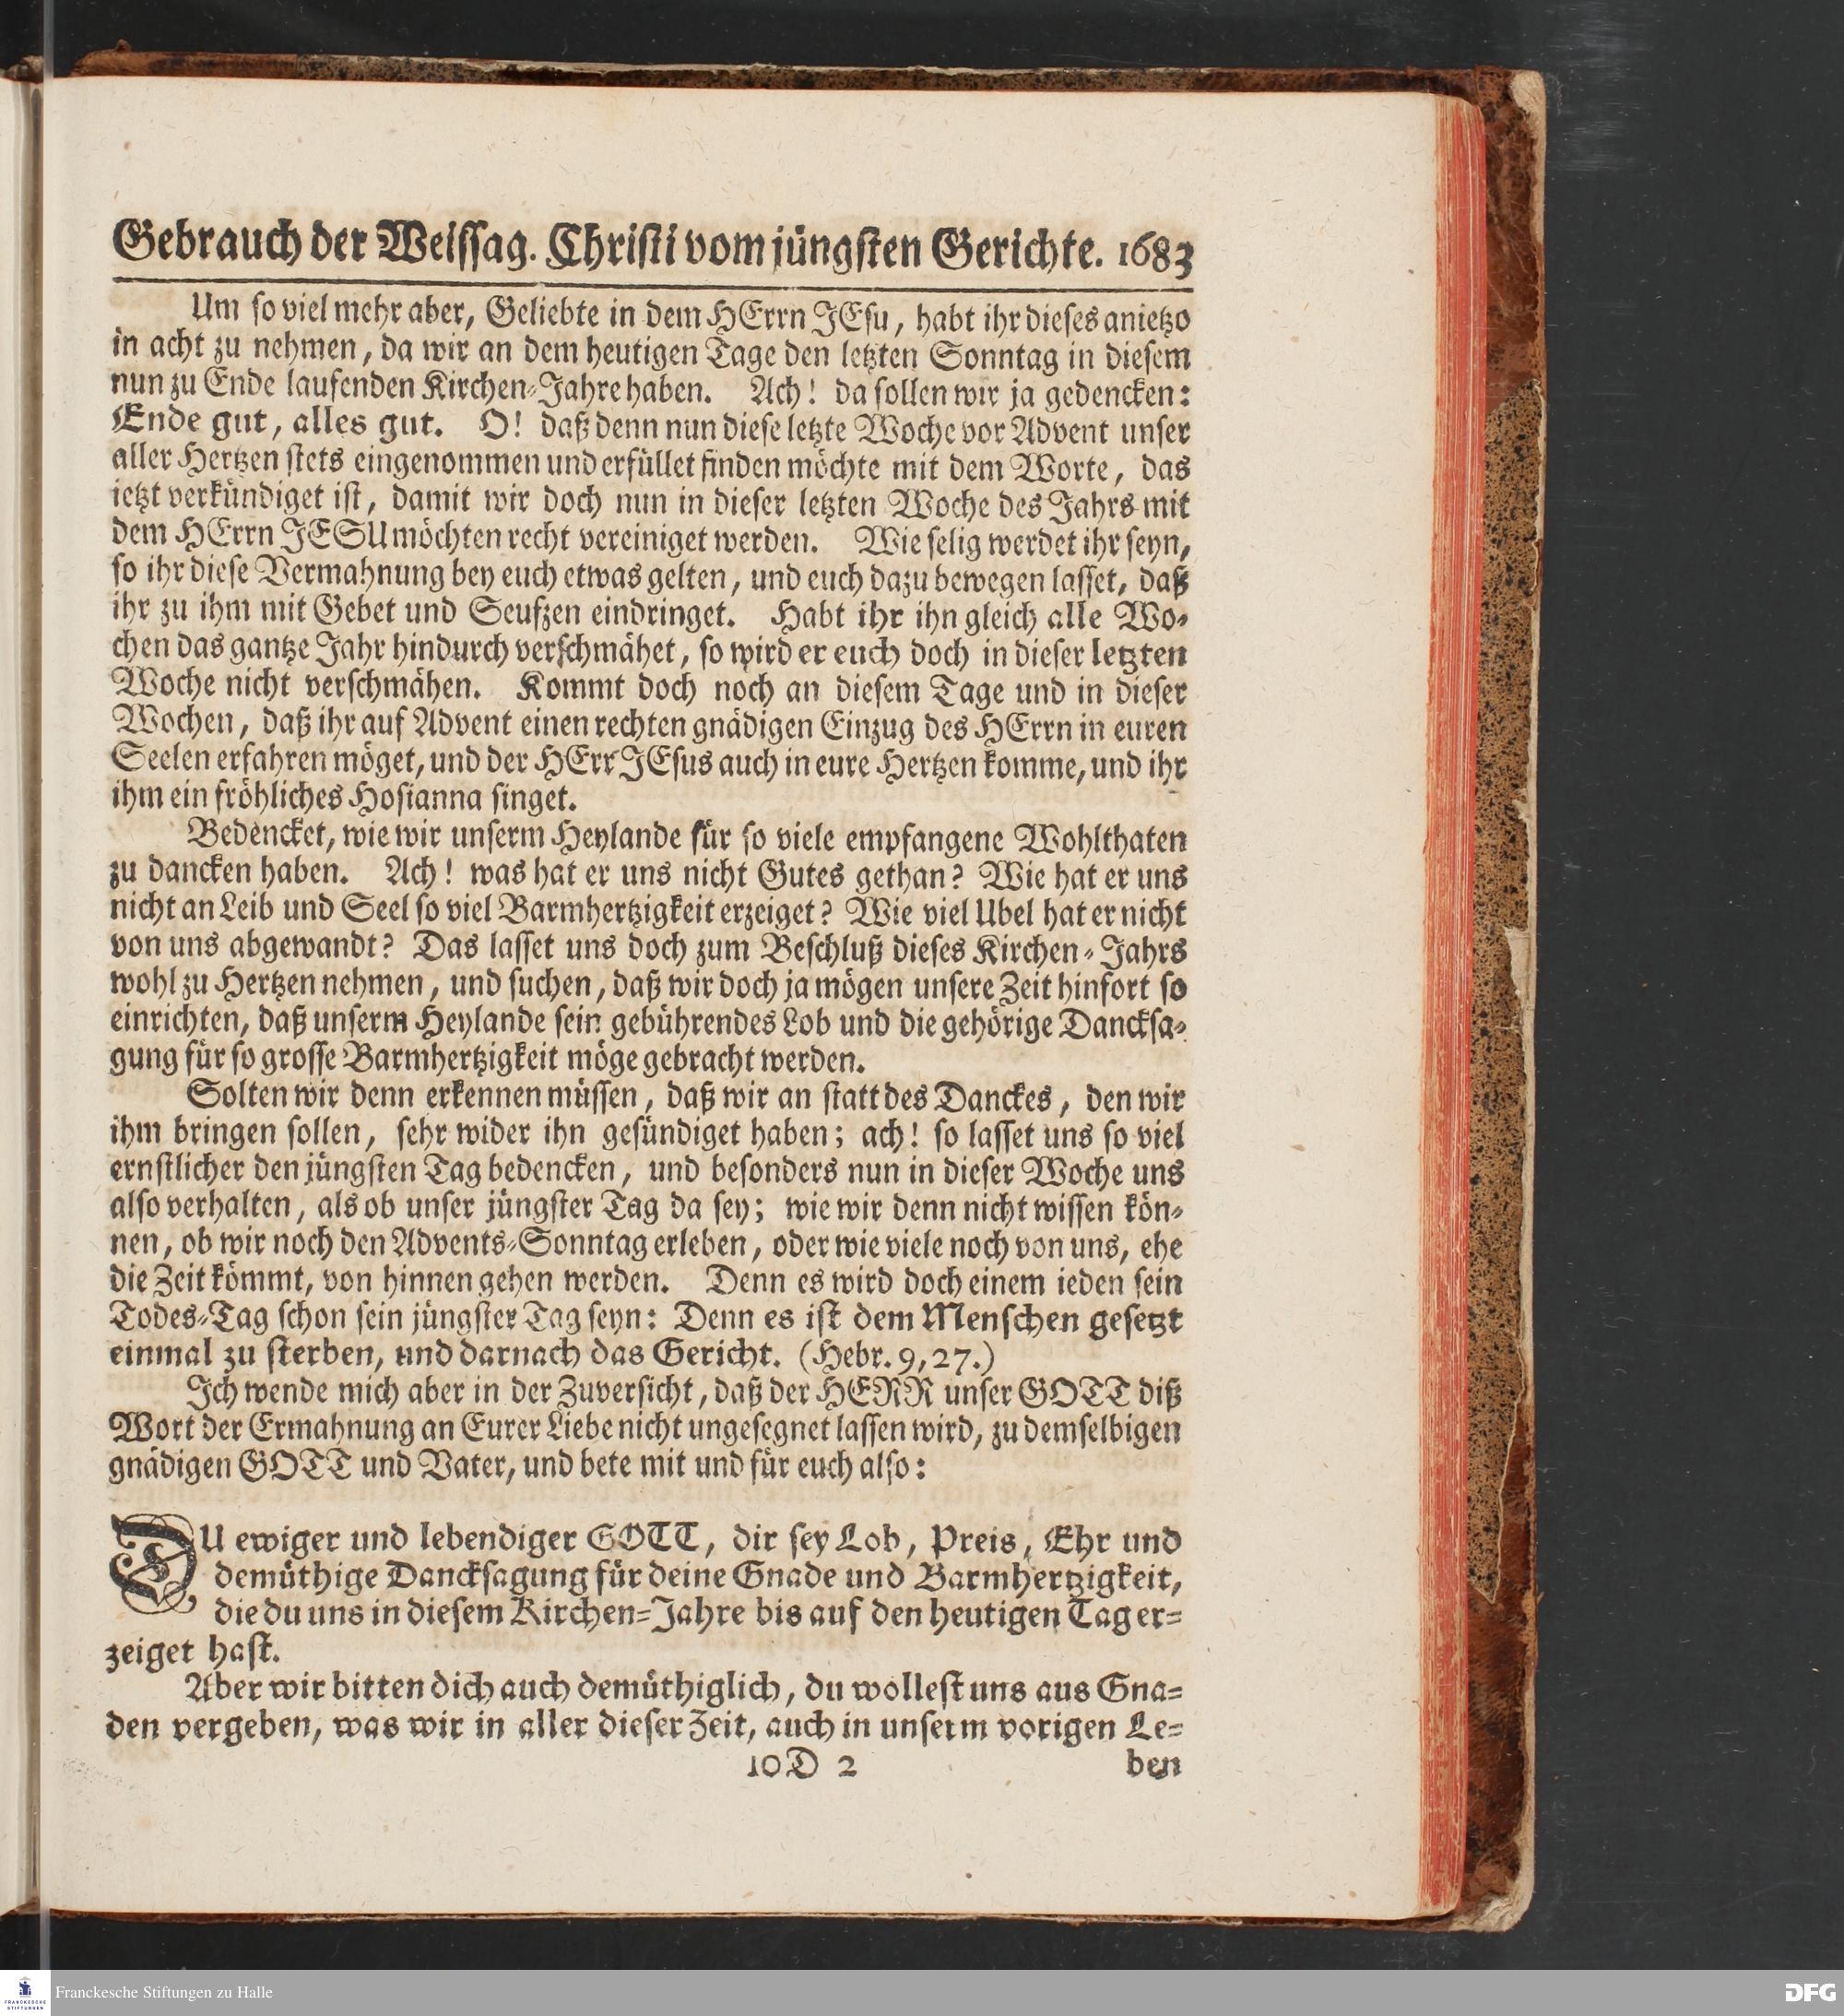 Gebrauch der Weissag. Christi vom jüngsten Gerichte. 1683
Um so viel mehr aber, Geliebte in dem HErrn JEsu, habt ihr dieses anietzo
in acht zu nehmen, da wir an dem heutigen Tage den letzten Sonntag in diesem
nun zu Ende laufenden Kirchen-Jahre haben. Ach! da sollen wir ja gedencken:
Ende gut, alles gut. O! daß denn nun diese letzte Woche vor Advent unser
aller Hertzen stets eingenommen und erfüllet finden möchte mit dem Worte, das
ietzt verkündiget ist, damit wir doch nun in dieser letzten Woche des Jahrs mit
dem HErrn JESU möchten recht vereiniget werden. Wie selig werdet ihr seyn,
so ihr diese Vermahnung bey euch etwas gelten, und euch dazu bewegen lasset, daß
ihr zu ihm mit Gebet und Seufzen eindringet. Habt ihr ihn gleich alle Wo-
chen das gantze Jahr hindurch verschmähet, so wird er euch doch in dieser letzten
Woche nicht verschmähen. Kommt doch noch an diesem Tage und in dieser
Wochen, daß ihr auf Advent einen rechten gnädigen Einzug des HErrn in euren
Seelen erfahren möget, und der HErr JEsus auch in eure Hertzen komme, und ihr
ihm ein fröhliches Hosianna singet.
Bedencket, wie wir unserm Heylande für so viele empfangene Wohlthaten
zu dancken haben. Ach! was hat er uns nicht Gutes gethan? Wie hat er uns
nicht an Leib und Seel so viel Barmhertzigkeit erzeiget? Wie viel Ubel hat er nicht
von uns abgewandt? Das lasset uns doch zum Beschluß dieses Kirchen-Jahrs
wohl zu Hertzen nehmen, und suchen, daß wir doch ja mögen unsere Zeit hinfort so
einrichten, daß unserm Heylande sein gebührendes Lob und die gehörige Dancksa-
gung für so grosse Barmhertzigkeit möge gebracht werden.
Solten wir denn erkennen müssen, daß wir an statt des Danckes, den wir
ihm bringen sollen, sehr wider ihn gesündiget haben; ach! so lasset uns so viel
ernstlicher den jüngsten Tag bedencken, und besonders nun in dieser Woche uns
also verhalten, als ob unser jüngster Tag da sey; wie wir denn nicht wissen kön-
nen, ob wir noch den Advents-Sonntag erleben, oder wie viele noch von uns, ehe
die Zeit kömmt, von hinnen gehen werden. Denn es wird doch einem ieden sein
Todes-Tag schon sein jüngster Tag seyn: Denn es ist dem Menschen gesetzt
einmal zu sterben, und darnach das Gericht. (Hebr. 9, 27.)
Ich wende mich aber in der Zuversicht, daß der HERR unser GOTT diß
Wort der Ermahnung an Eurer Liebe nicht ungesegnet lassen wird, zu demselbigen
gnädigen GOTT und Vater, und bete mit und für euch also:
DU ewiger und lebendiger GOTT, dir sey Lob, Preis, Ehr und
demüthige Dancksagung für deine Gnade und Barmhertzigkeit,
die du uns in diesem Kirchen-Jahre bis auf den heutigen Tag er-
zeiget hast.
Aber wir bitten dich auch demüthiglich, du wollest uns aus Gna-
den vergeben, was wir in aller dieser Zeit, auch in unserm vorigen Le-
10D 2 ben
FRANCKESCHE STIFTUNGEN
Franckesche Stiftungen zu Halle
DFG